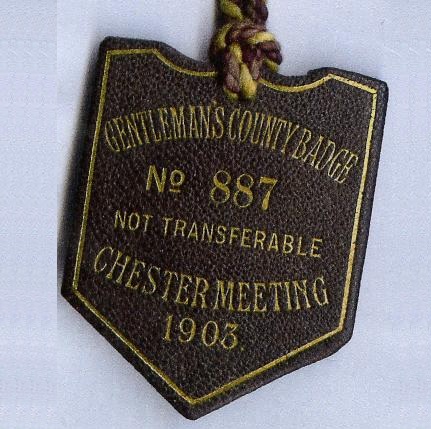 GENTLEMAN'S COUNTY BADGE
No 887
NOT TRANSFERABLE
CHESTER MEETING
1903